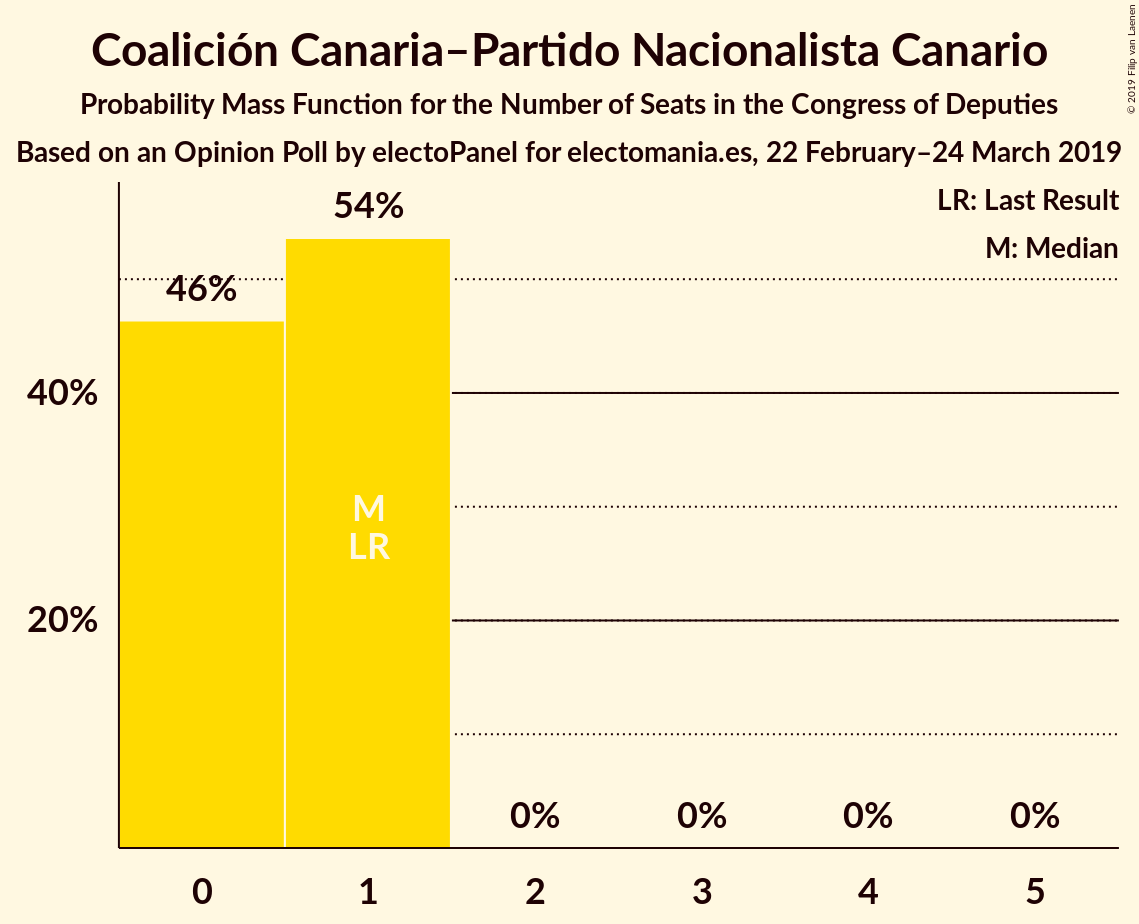 Coalición Canaria–Partido Nacionalista Canario
Probability Mass Function for the Number of Seats in the Congress of Deputies
Based on an Opinion Poll by electoPanel for electomania.es, 22 February–24 March 2019
© 2019 Filip van Laenen
LR: Last Result
M: Median
54%
46%
40%
M
LR
20%
0% 0% 0% 0%
0 1 2 3 4 5